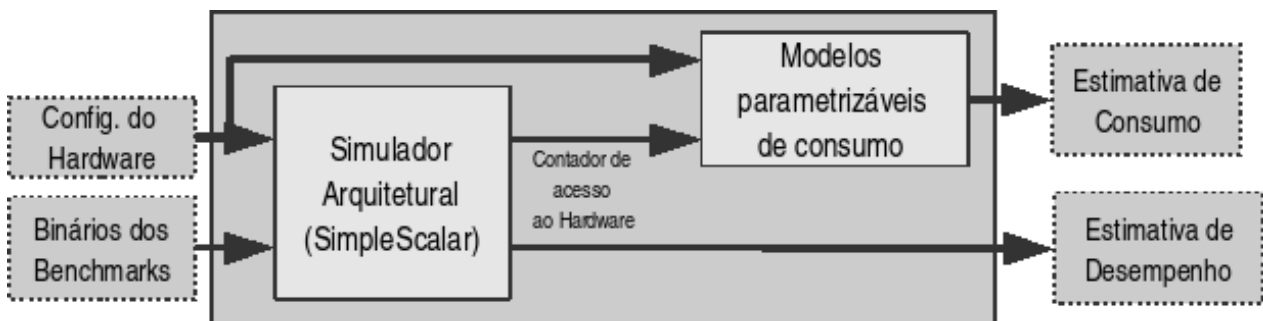 Config. do
Hardware
Binários dos
Benchmarks
Simulador
Arquitetural
(SimpleScalar)
Contador de
acesso
ao Hardware
Modelos
parametrizáveis
de consumo
Estimativa de
Consumo
Estimativa de
Desempenho